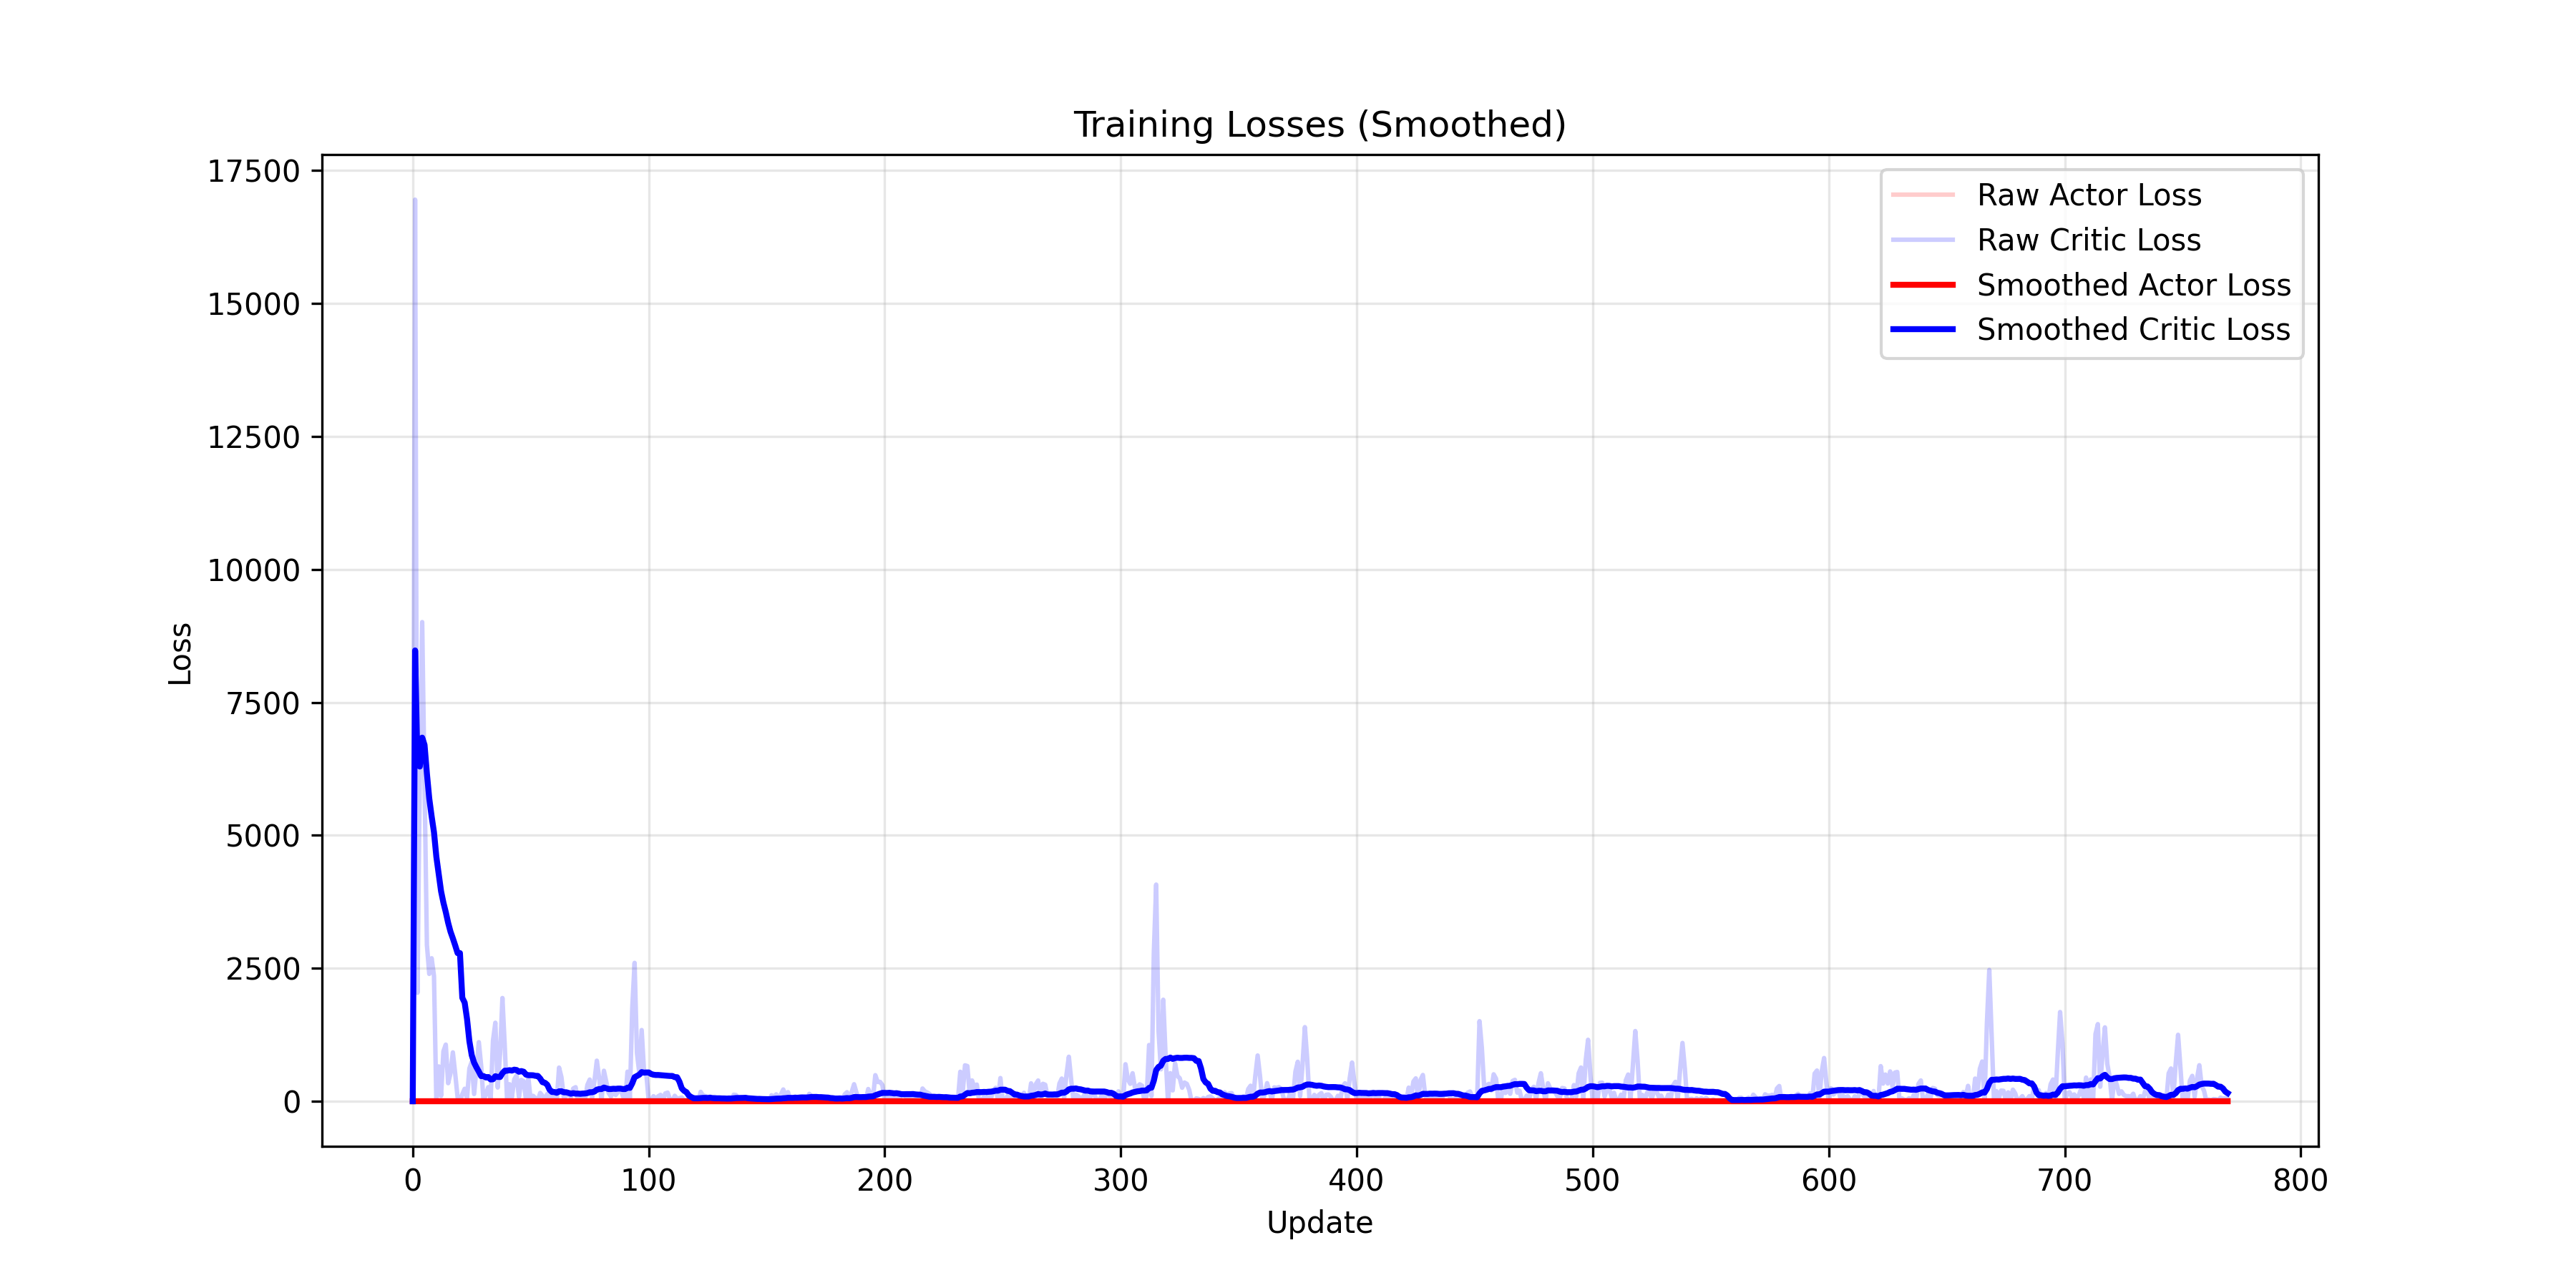 Training Losses (Smoothed)
17500
15000
12500
10000
7500
5000
2500
0
Loss
Raw Actor Loss
Raw Critic Loss
Smoothed Actor Loss
Smoothed Critic Loss
0 100 200 300 400 500 600 700 800
Update